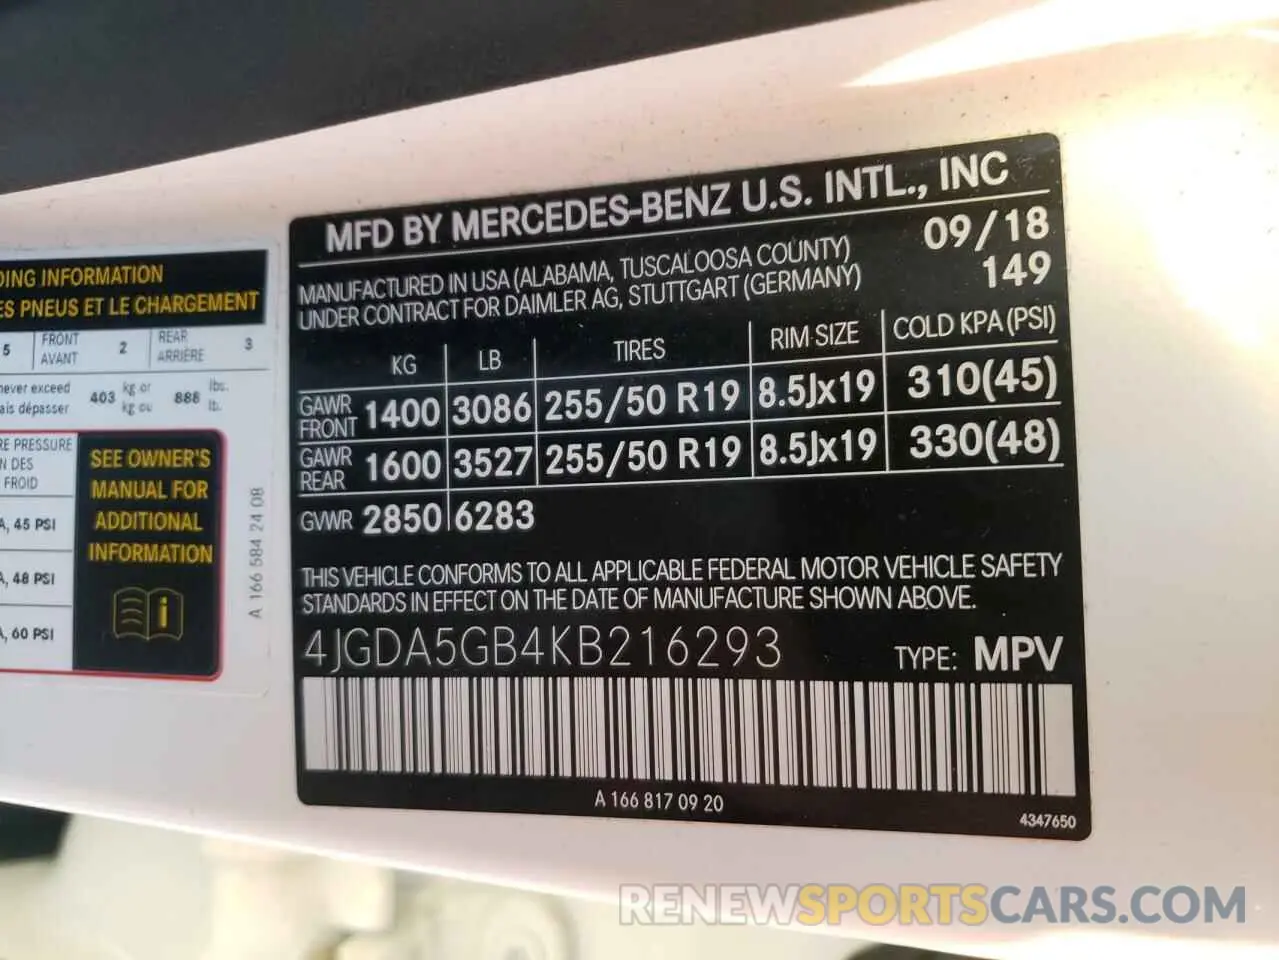 DING INFORMATION
ES PNEUS ET LE CHARGEMENT
5 FRONT AVANT 2 REAR ARRIÈRE 3
never exceed 403 kg or 888 lbs.
ais dépasser kg ou lb.
RE PRESSURE
N DES
FROID
A, 45 PSI
A, 48 PSI
A, 60 PSI
SEE OWNER'S
MANUAL FOR
ADDITIONAL
INFORMATION
i
A 166 584 24 08
MFD BY MERCEDES-BENZ U.S. INTL., INC
MANUFACTURED IN USA (ALABAMA, TUSCALOOSA COUNTY) 09/18
UNDER CONTRACT FOR DAIMLER AG, STUTTGART (GERMANY) 149
KG LB TIRES RIM SIZE COLD KPA (PSI)
GAWR FRONT 1400 3086 255/50 R19 8.5Jx19 310(45)
GAWR REAR 1600 3527 255/50 R19 8.5Jx19 330(48)
GVWR 2850 6283
THIS VEHICLE CONFORMS TO ALL APPLICABLE FEDERAL MOTOR VEHICLE SAFETY
STANDARDS IN EFFECT ON THE DATE OF MANUFACTURE SHOWN ABOVE.
4JGDA5GB4KB216293 TYPE: MPV
A 166 817 09 20
4347650
RENEWSPORTSCARS.COM